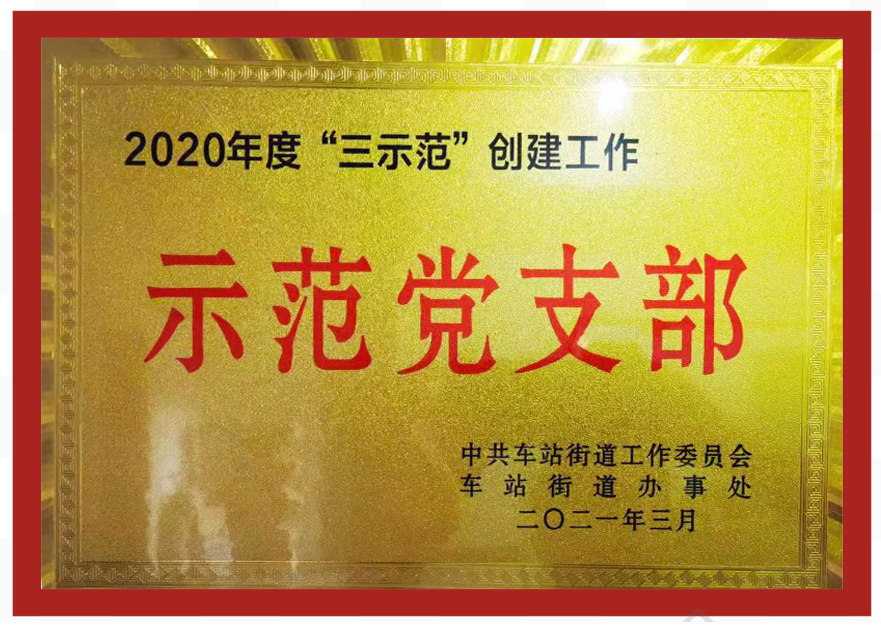 2020年度“三示范”创建工作
示范党支部
中共车站街道工作委员会
车站街道办事处
二〇二一年三月